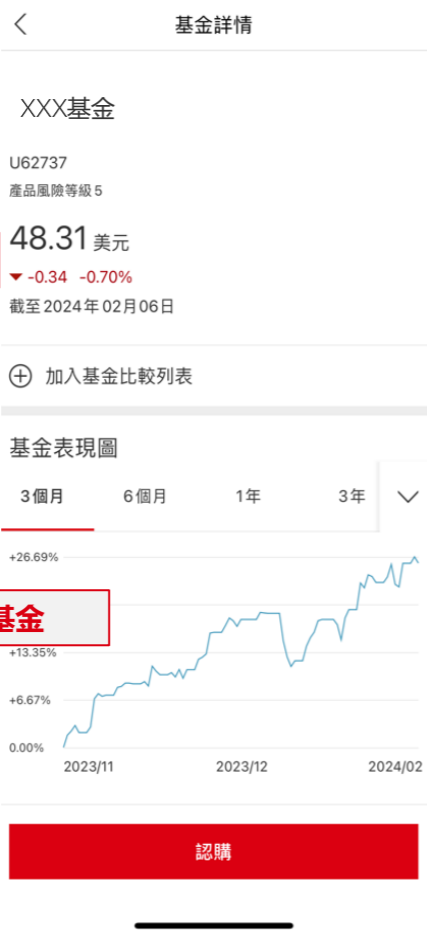 基金詳情
XXX基金
U62737
產品風險等級 5
48.31 美元
-0.34 -0.70%
截至 2024 年 02 月 06 日
加入基金比較列表
基金表現圖
3 個月 6 個月 1 年 3 年
+26.69%
基金
+13.35%
+6.67%
0.00%
2023/11 2023/12 2024/02
認購